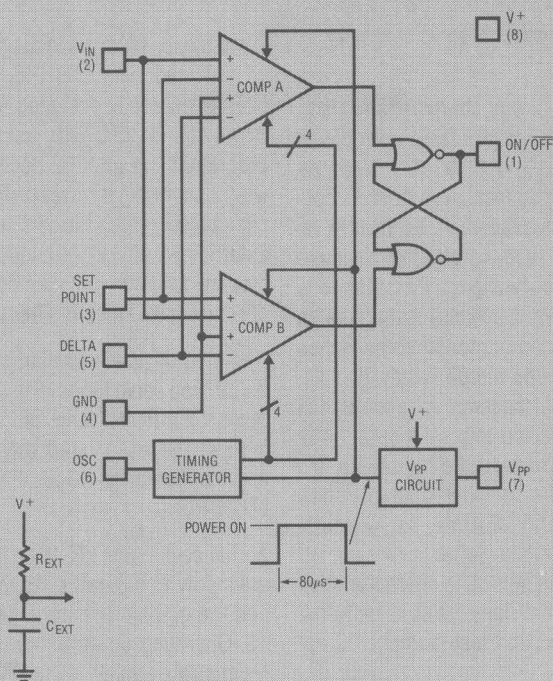 V+
(8)
VIN
(2)
+
−
+
−
COMP A
4
ON/OFF
(1)
SET
POINT
(3)
+
−
+
−
COMP B
DELTA
(5)
GND
(4)
4
V+
OSC
(6)
TIMING
GENERATOR
VPP
CIRCUIT
VPP
(7)
V+
REXT
CEXT
POWER ON
80μs